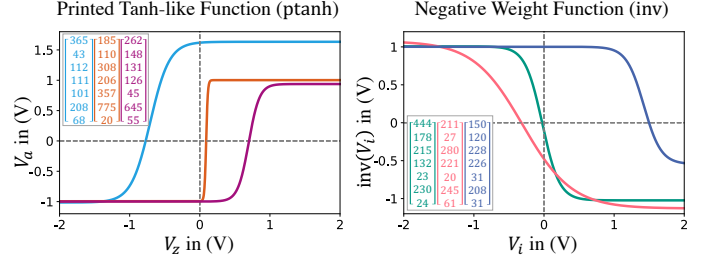 Printed Tanh-like Function (ptanh)
365 185 262
43 110 148
112 308 131
111 206 126
101 357 45
208 775 645
68 20 55
1.5
1
0.5
0
-0.5
-1
-2 -1 0 1 2
V_a in (V)
V_z in (V)
Negative Weight Function (inv)
1
0.5
0
-0.5
-1
444 211 150
178 27 120
215 280 228
132 221 226
23 20 31
230 245 208
24 61 31
-2 -1 0 1 2
inv(V_i) in (V)
V_i in (V)